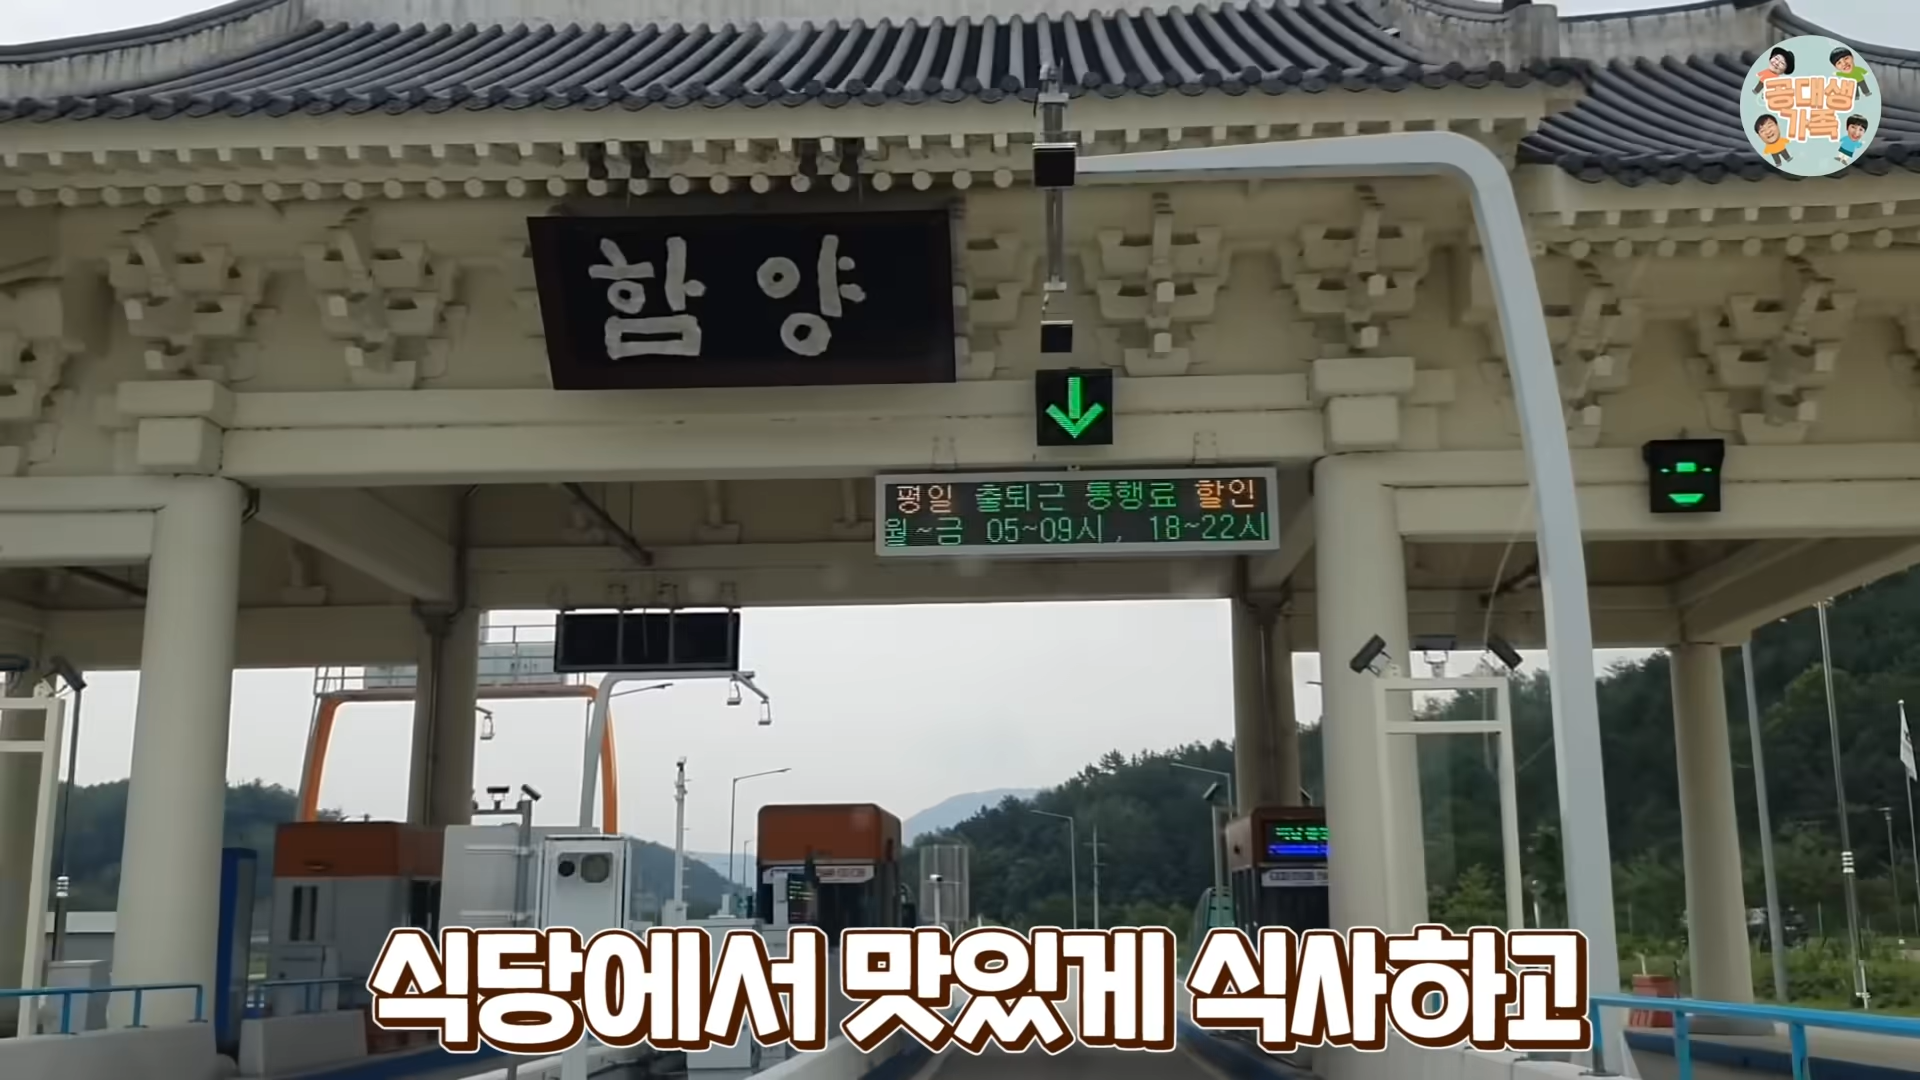 공대생
가족
함양
평일 출퇴근 통행료 할인
월~금 05~09시, 18~22시
식당에서 맛있게 식사하고